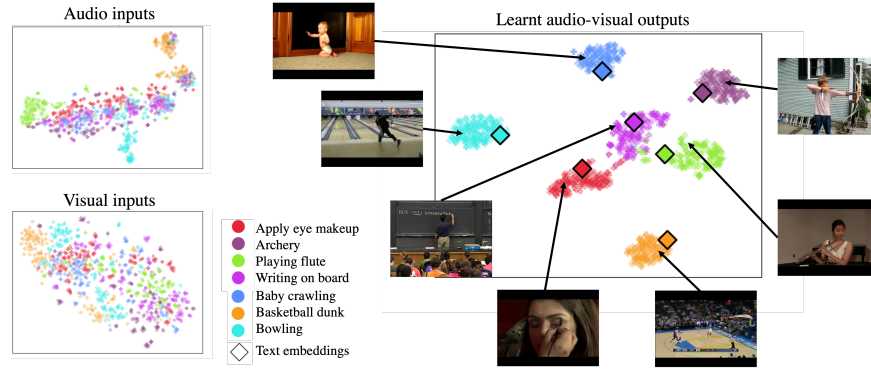 Audio inputs
Learnt audio-visual outputs
Visual inputs
Apply eye makeup
Archery
Playing flute
Writing on board
Baby crawling
Basketball dunk
Bowling
Text embeddings